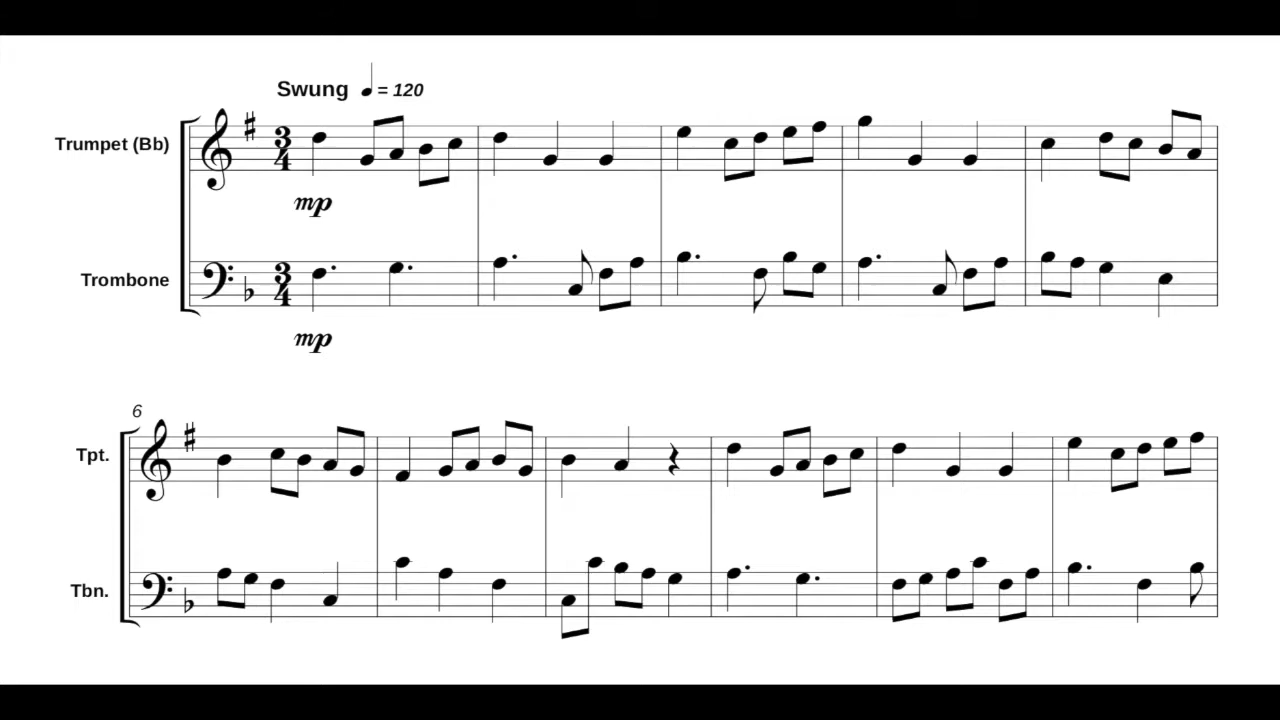 Swung ♩ = 120
Trumpet (Bb)
3
4
mp
Trombone
3
4
mp
6
Tpt.
Tbn.